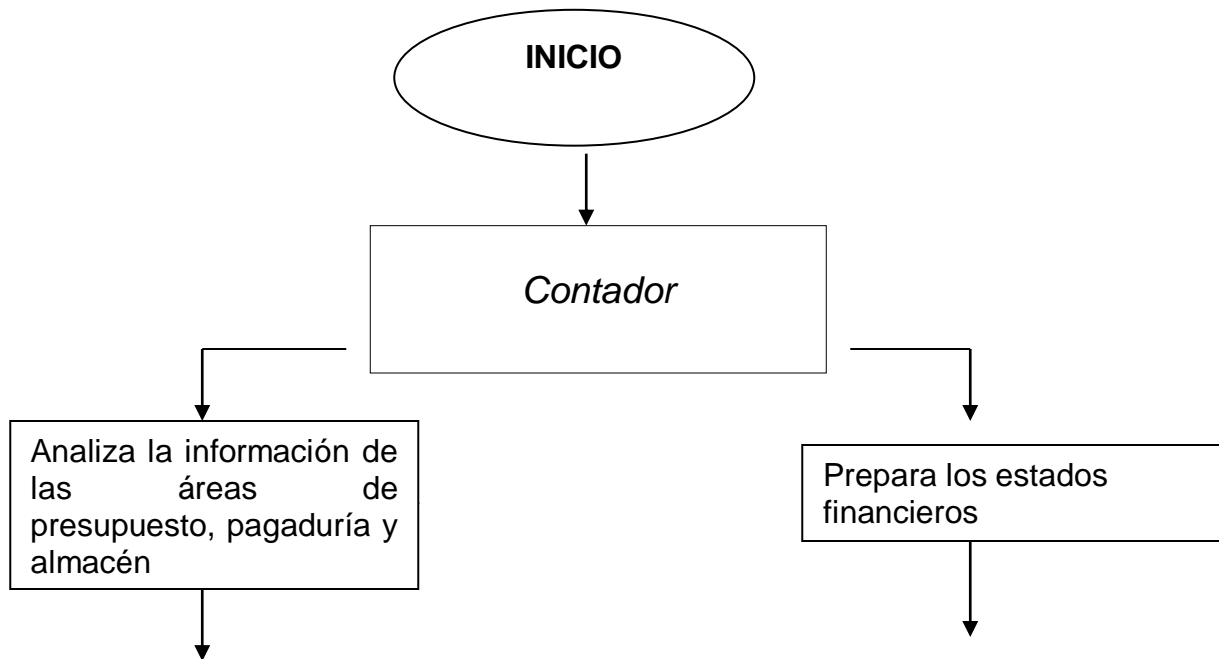 INICIO
Contador
Analiza la información de
las áreas de
presupuesto, pagaduría y
almacén
Prepara los estados
financieros